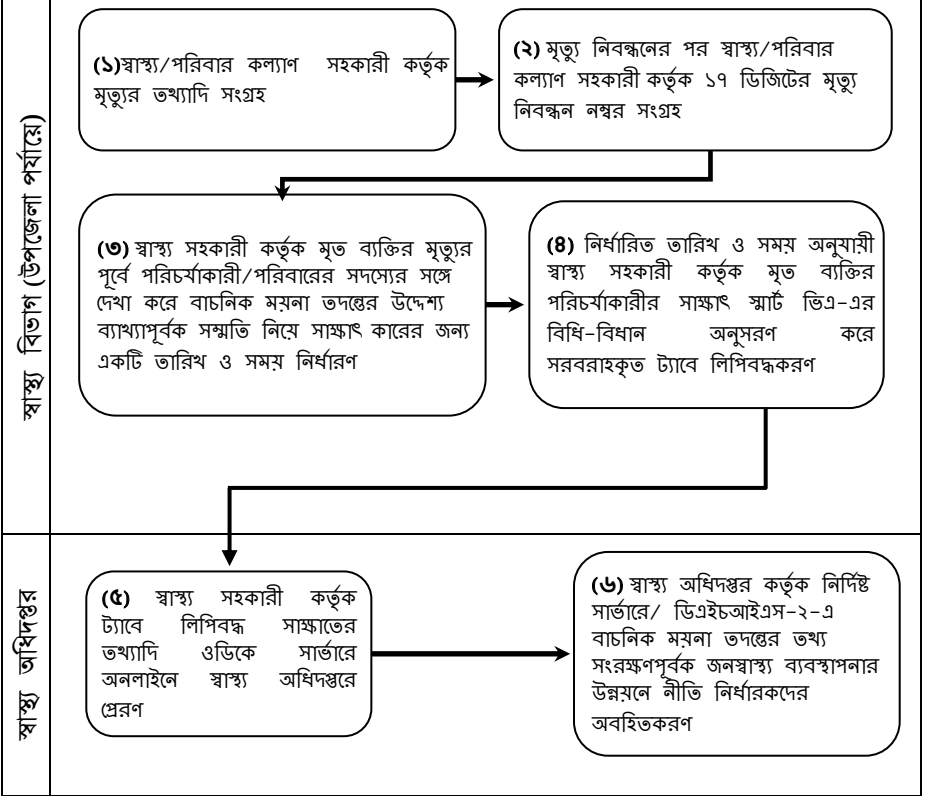 স্বাস্থ্য বিভাগ (উপজেলা পর্যায়ে)
(১)স্বাস্থ্য/পরিবার কল্যাণ সহকারী কর্তৃক
মৃত্যুর তথ্যাদি সংগ্রহ
(২) মৃত্যু নিবন্ধনের পর স্বাস্থ্য/পরিবার
কল্যাণ সহকারী কর্তৃক ১৭ ডিজিটের মৃত্যু
নিবন্ধন নম্বর সংগ্রহ
(৩) স্বাস্থ্য সহকারী কর্তৃক মৃত ব্যক্তির মৃত্যুর
পূর্বে পরিচর্যাকারী/পরিবারের সদস্যের সঙ্গে
দেখা করে বাচনিক ময়না তদন্তের উদ্দেশ্য
ব্যাখ্যাপূর্বক সম্মতি নিয়ে সাক্ষাৎ কারের জন্য
একটি তারিখ ও সময় নির্ধারণ
(৪) নির্ধারিত তারিখ ও সময় অনুযায়ী
স্বাস্থ্য সহকারী কর্তৃক মৃত ব্যক্তির
পরিচর্যাকারীর সাক্ষাৎ স্মার্ট ভিএ-এর
বিধি-বিধান অনুসরণ করে
সরবরাহকৃত ট্যাবে লিপিবদ্ধকরণ
স্বাস্থ্য অধিদপ্তর
(৫) স্বাস্থ্য সহকারী কর্তৃক
ট্যাবে লিপিবদ্ধ সাক্ষাতের
তথ্যাদি ওডিকে সার্ভারে
অনলাইনে স্বাস্থ্য অধিদপ্তরে
প্রেরণ
(৬) স্বাস্থ্য অধিদপ্তর কর্তৃক নির্দিষ্ট
সার্ভারে/ ডিএইচআইএস-২-এ
বাচনিক ময়না তদন্তের তথ্য
সংরক্ষণপূর্বক জনস্বাস্থ্য ব্যবস্থাপনার
উন্নয়নে নীতি নির্ধারকদের
অবহিতকরণ